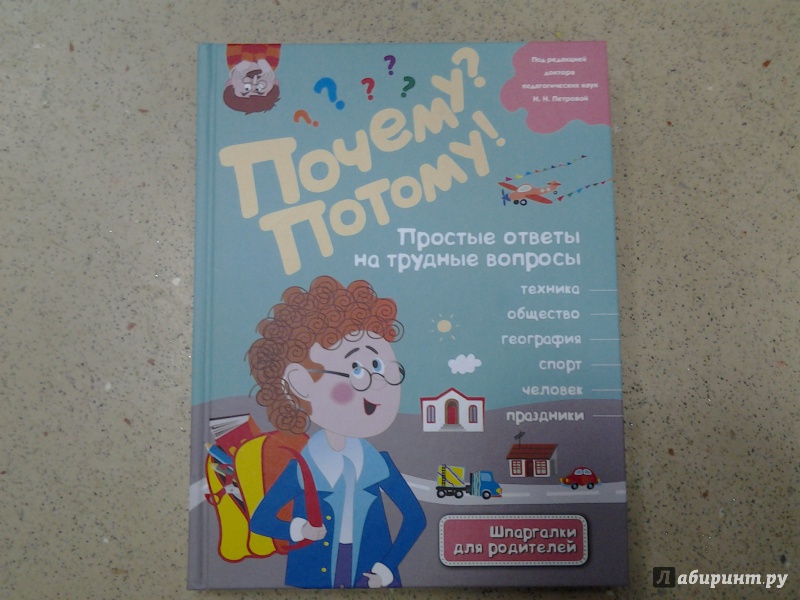 Под редакцией
доктора
педагогических наук
Н. Н. Петровой
Почему?
Потому!
Простые ответы
на трудные вопросы
техника
общество
география
спорт
человек
праздники
Шпаргалки
для родителей
Лабиринт.ру